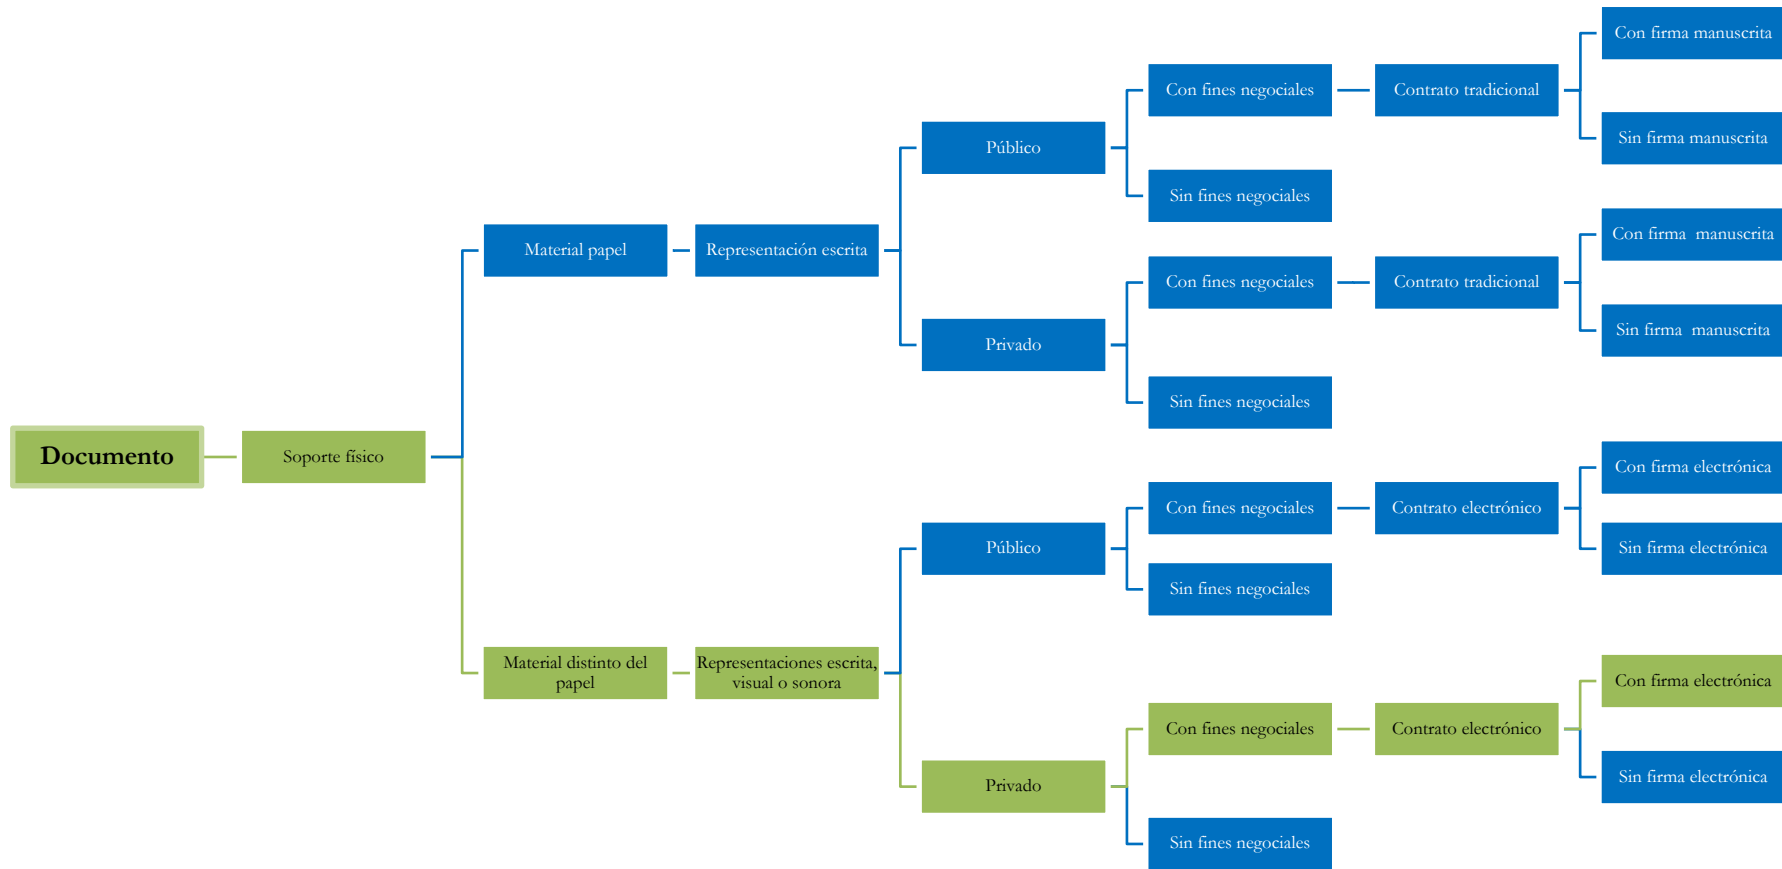 Documento
Soporte físico
Material papel
Representación escrita
Público
Con fines negociales
Contrato tradicional
Con firma manuscrita
Sin firma manuscrita
Sin fines negociales
Privado
Con fines negociales
Contrato tradicional
Con firma  manuscrita
Sin firma  manuscrita
Sin fines negociales
Material distinto del
papel
Representaciones escrita,
visual o sonora
Público
Con fines negociales
Contrato electrónico
Con firma electrónica
Sin firma electrónica
Sin fines negociales
Privado
Con fines negociales
Contrato electrónico
Con firma electrónica
Sin firma electrónica
Sin fines negociales